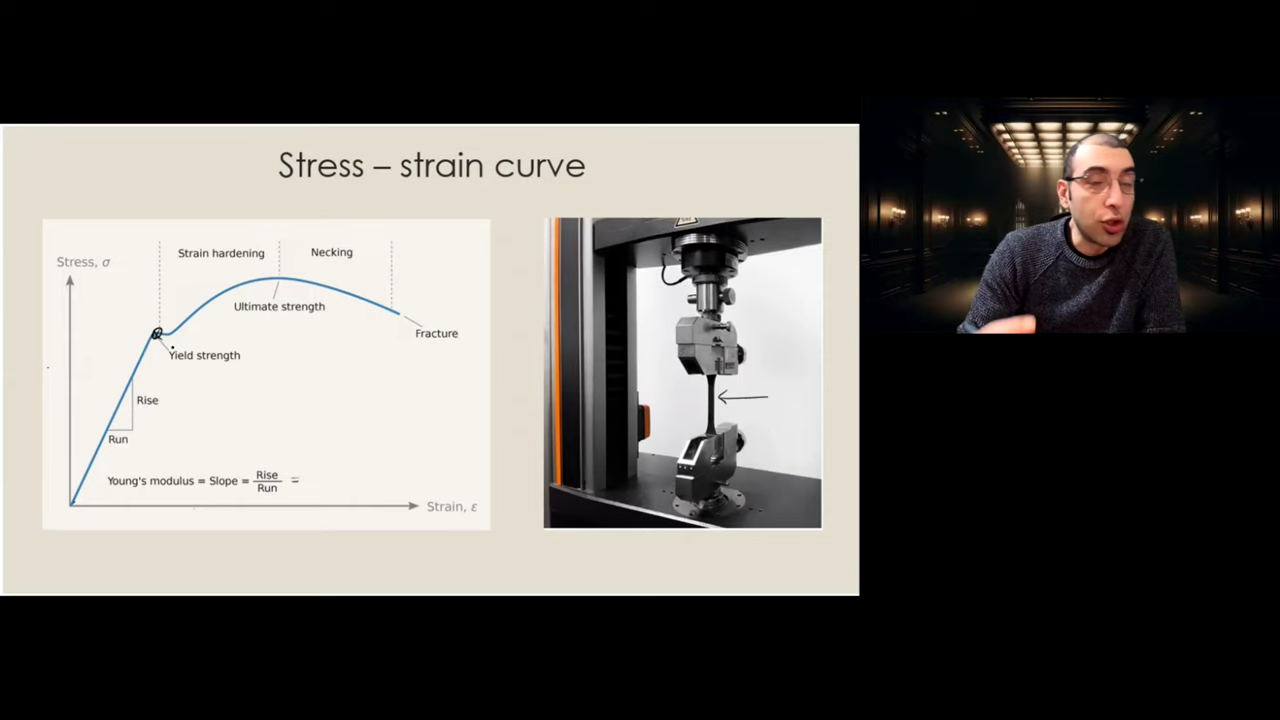 Stress – strain curve
Strain hardening
Necking
Stress, σ
Ultimate strength
Fracture
Yield strength
Rise
Run
Young's modulus = Slope = Rise
Run =
Strain, ε